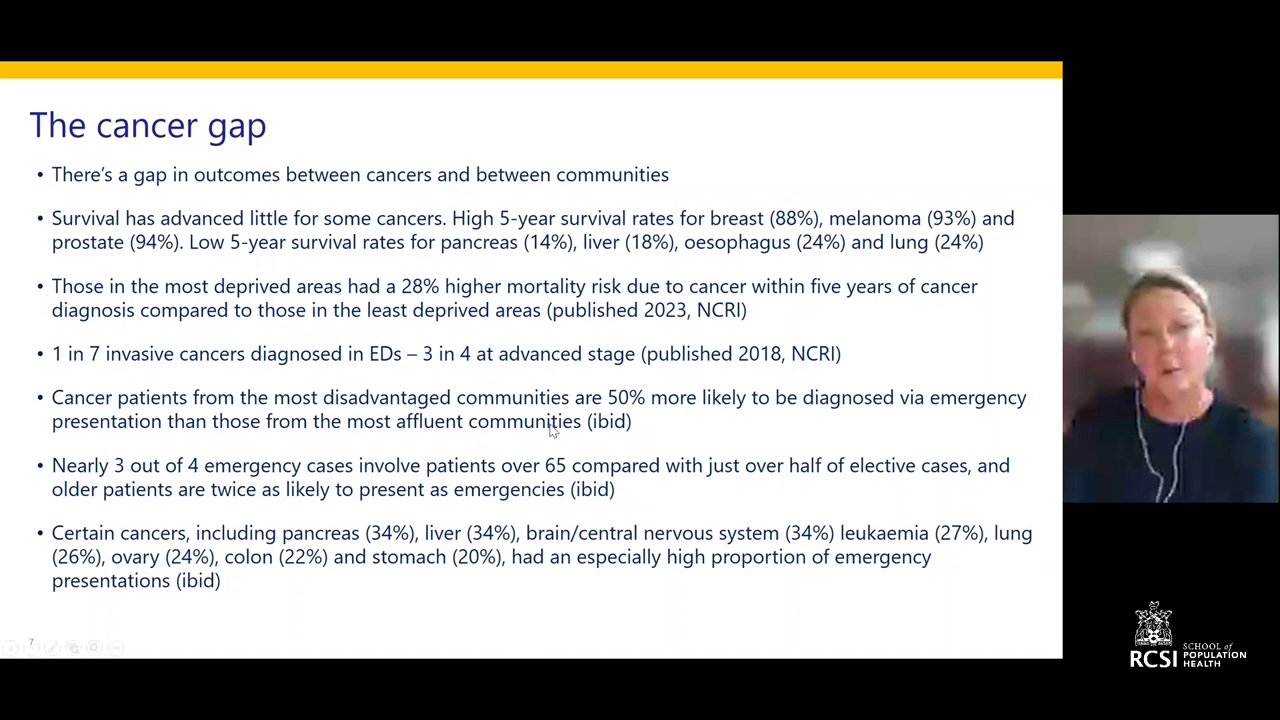 The cancer gap
• There's a gap in outcomes between cancers and between communities
• Survival has advanced little for some cancers. High 5-year survival rates for breast (88%), melanoma (93%) and
prostate (94%). Low 5-year survival rates for pancreas (14%), liver (18%), oesophagus (24%) and lung (24%)
• Those in the most deprived areas had a 28% higher mortality risk due to cancer within five years of cancer
diagnosis compared to those in the least deprived areas (published 2023, NCRI)
• 1 in 7 invasive cancers diagnosed in EDs – 3 in 4 at advanced stage (published 2018, NCRI)
• Cancer patients from the most disadvantaged communities are 50% more likely to be diagnosed via emergency
presentation than those from the most affluent communities (ibid)
• Nearly 3 out of 4 emergency cases involve patients over 65 compared with just over half of elective cases, and
older patients are twice as likely to present as emergencies (ibid)
• Certain cancers, including pancreas (34%), liver (34%), brain/central nervous system (34%) leukaemia (27%), lung
(26%), ovary (24%), colon (22%) and stomach (20%), had an especially high proportion of emergency
presentations (ibid)
7
RCSI
SCHOOL of
POPULATION
HEALTH